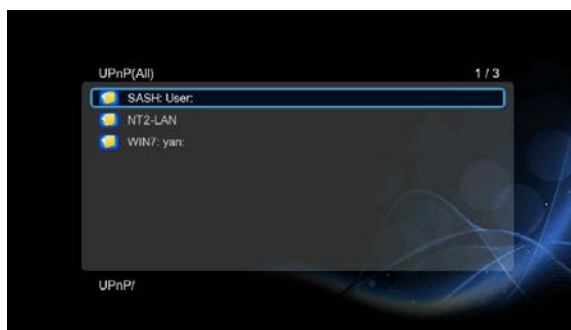 UPnP(All) 1 / 3
SASH: User:
NT2-LAN
WIN7: yan:
UPnP/